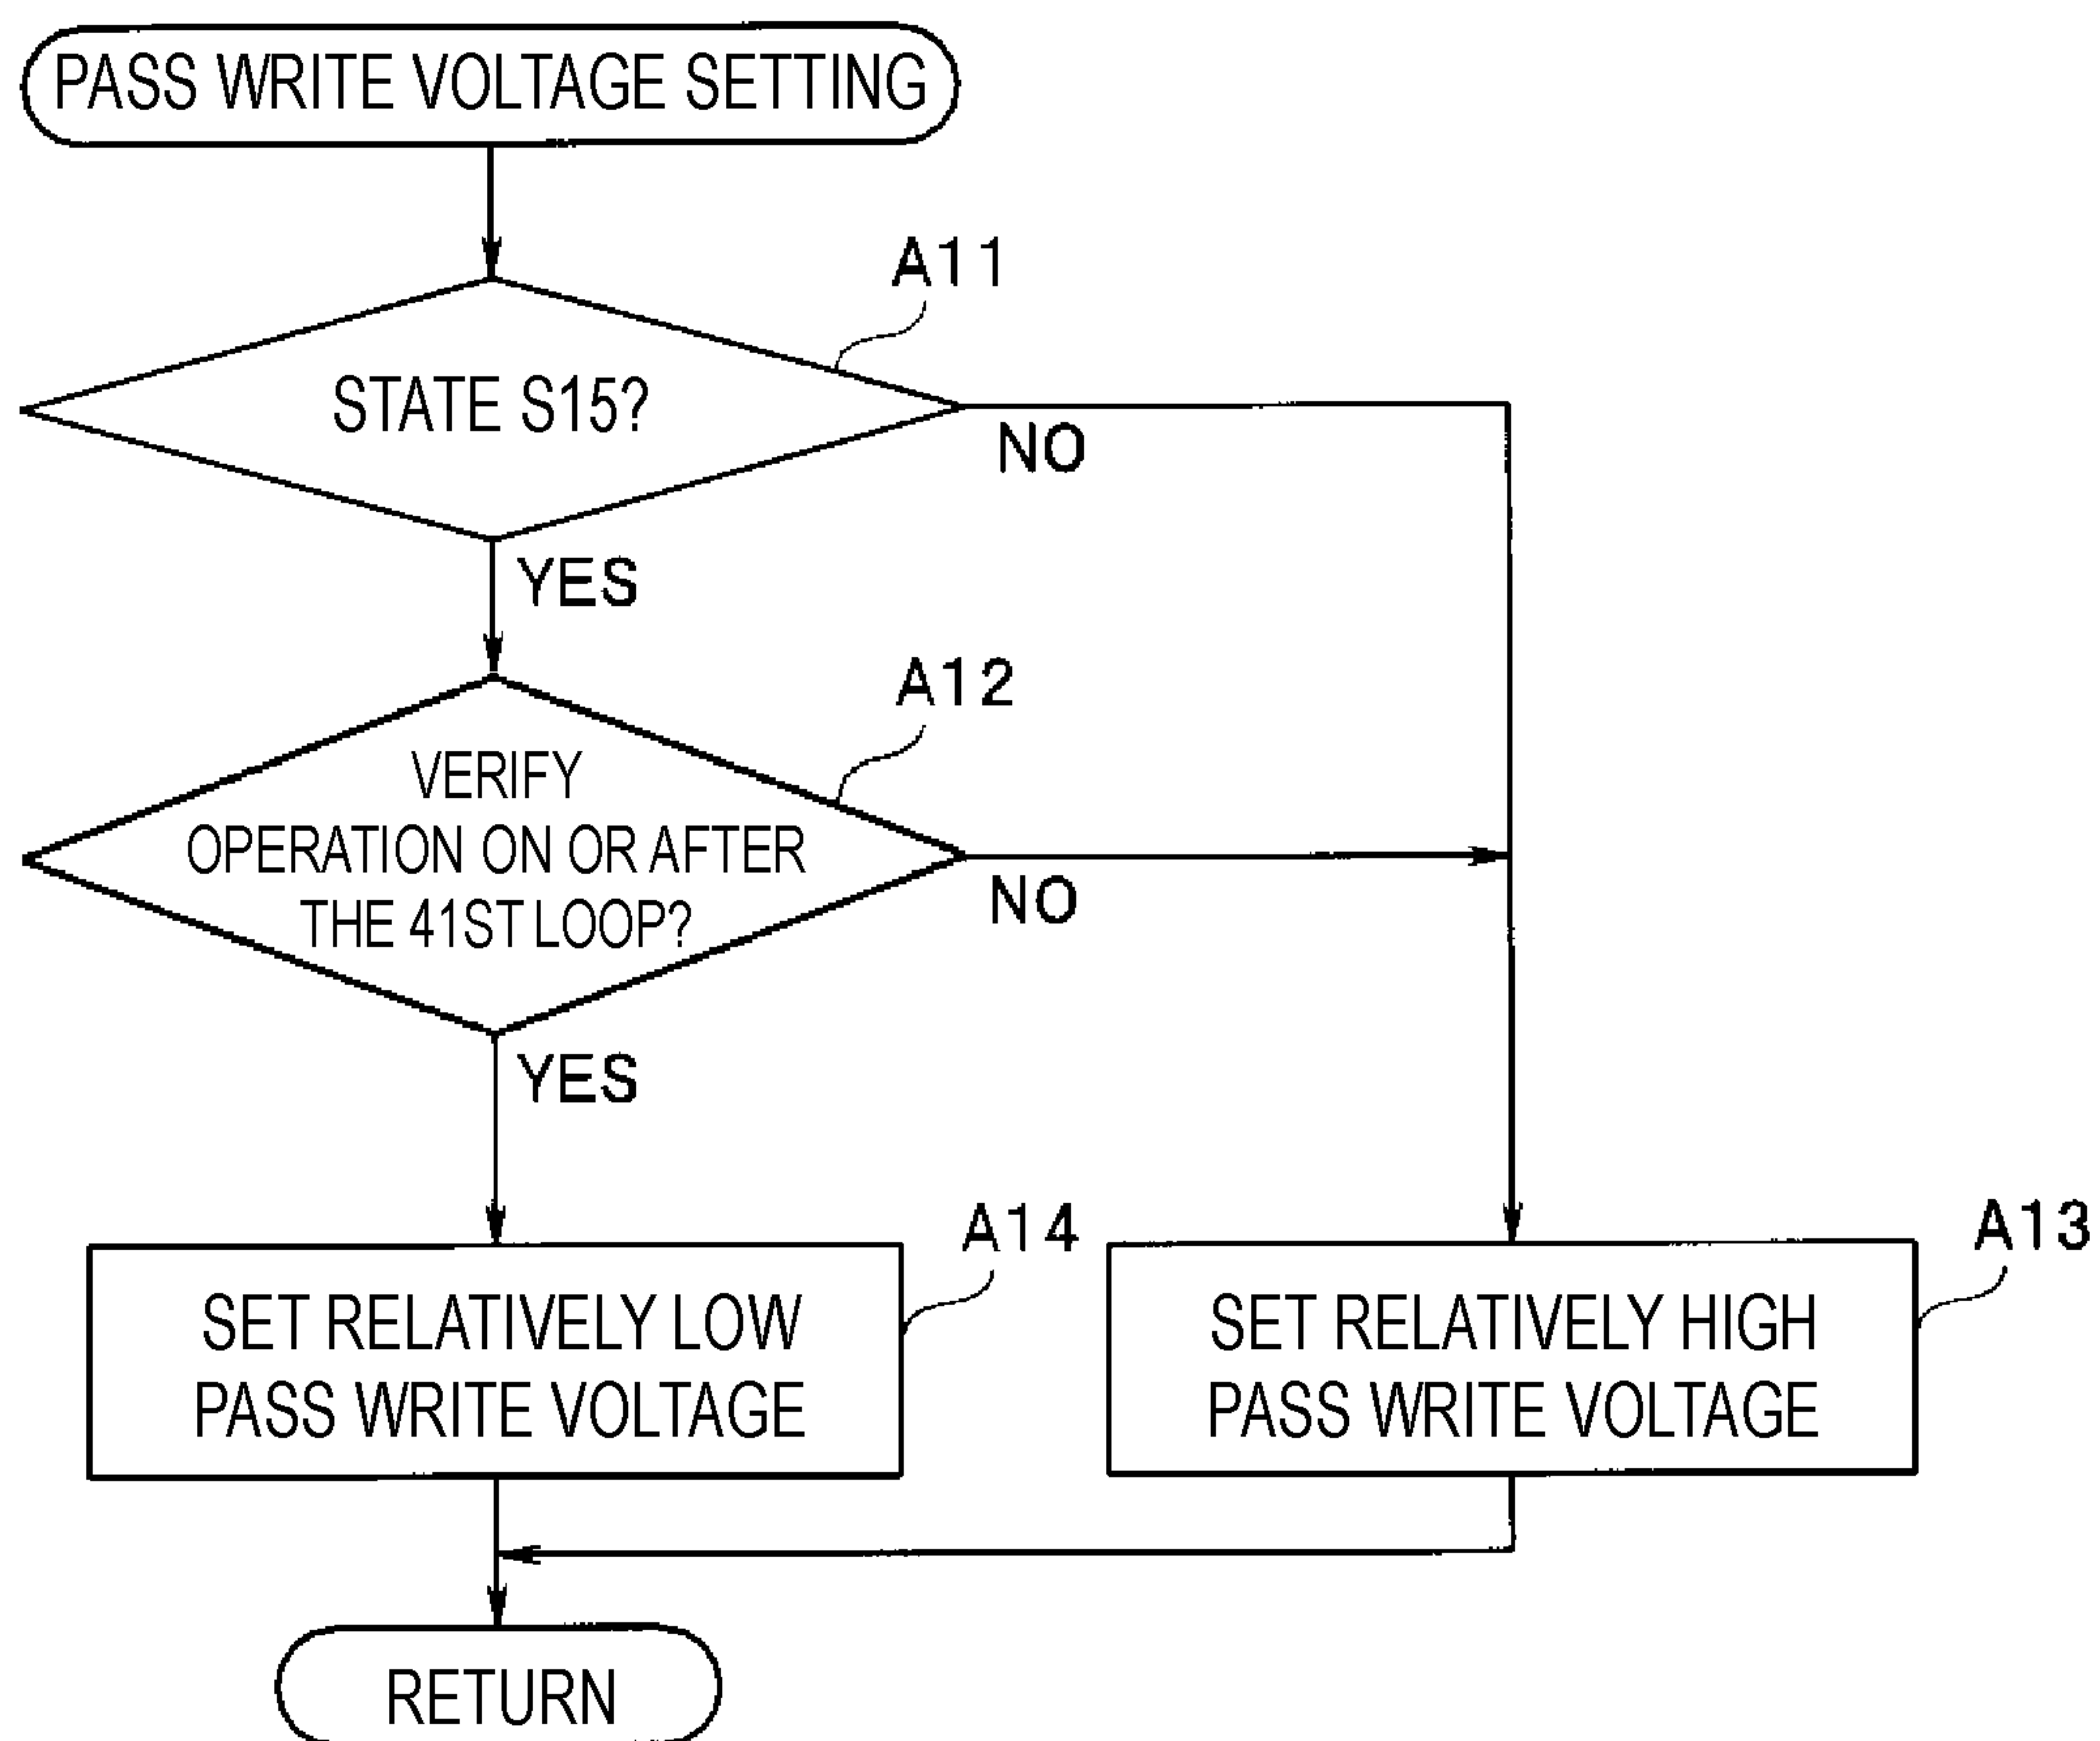 PASS WRITE VOLTAGE SETTING
A11
STATE S15?
NO
YES
A12
VERIFY
OPERATION ON OR AFTER
THE 41ST LOOP?
NO
YES
A14
A13
SET RELATIVELY LOW
PASS WRITE VOLTAGE
SET RELATIVELY HIGH
PASS WRITE VOLTAGE
RETURN